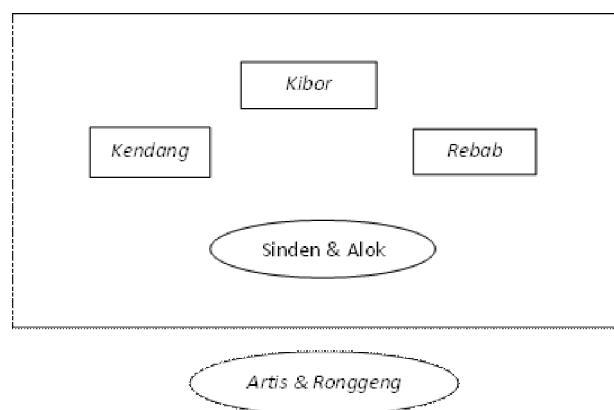 Kibor
Kendang
Rebab
Sinden & Alok
Artis & Ronggeng